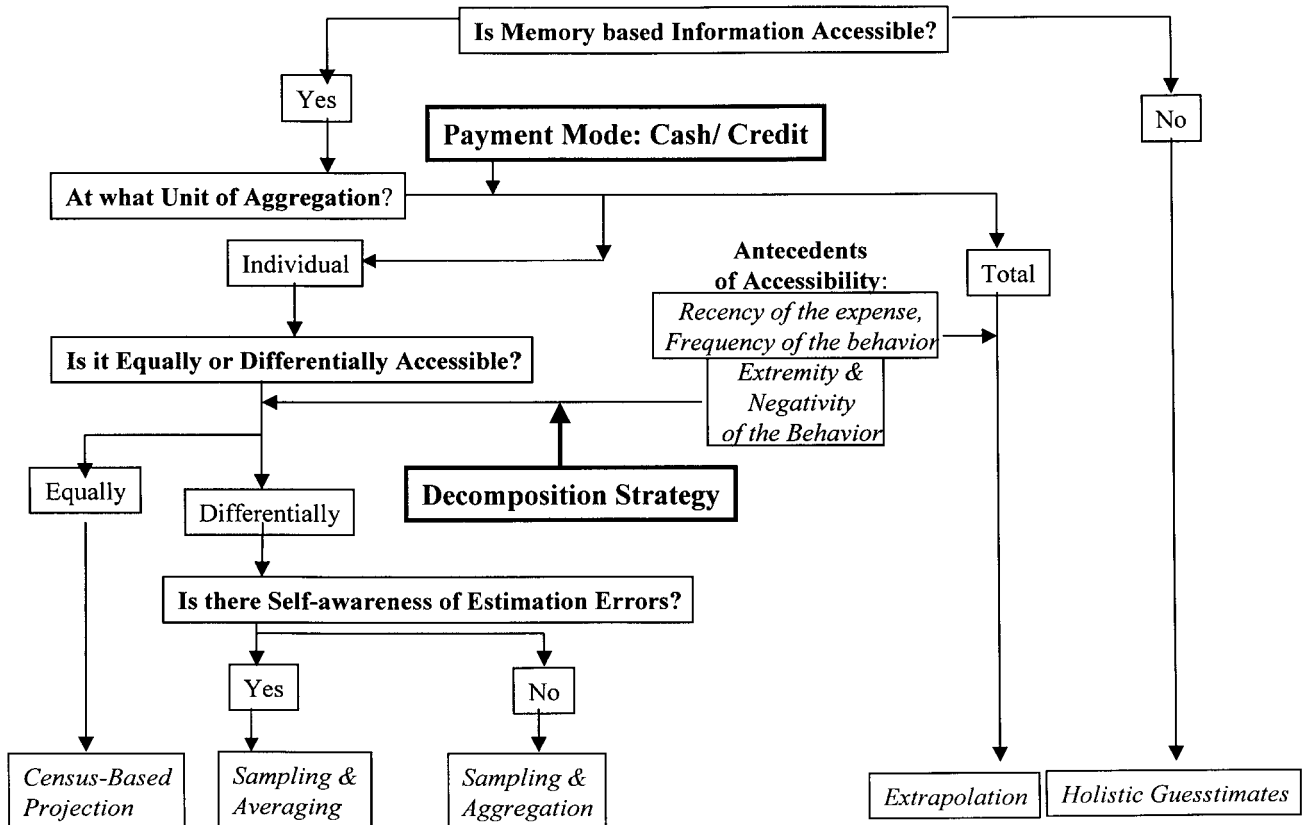 Is Memory based Information Accessible?
Yes
No
Payment Mode: Cash/ Credit
At what Unit of Aggregation?
Individual
Antecedents
of Accessibility:
Total
Recency of the expense,
Frequency of the behavior
Extremity &
Negativity
of the Behavior
Is it Equally or Differentially Accessible?
Equally
Differentially
Decomposition Strategy
Is there Self-awareness of Estimation Errors?
Yes
No
Census-Based
Projection
Sampling &
Averaging
Sampling &
Aggregation
Extrapolation
Holistic Guesstimates